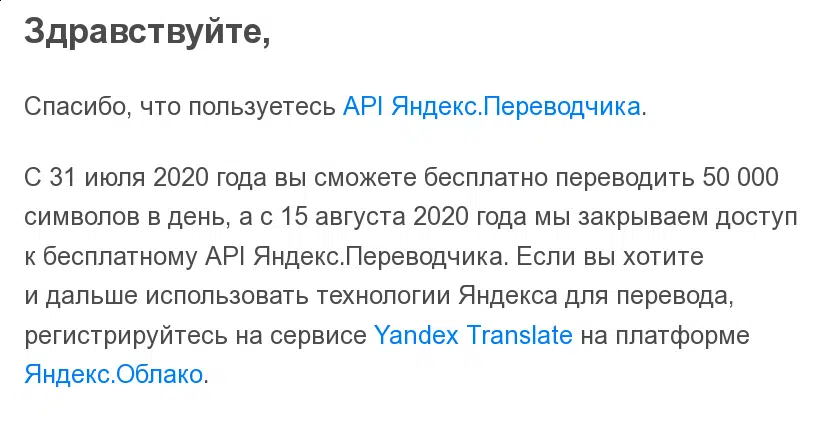 Здравствуйте,
Спасибо, что пользуетесь API Яндекс.Переводчика.
С 31 июля 2020 года вы сможете бесплатно переводить 50 000
символов в день, а с 15 августа 2020 года мы закрываем доступ
к бесплатному API Яндекс.Переводчика. Если вы хотите
и дальше использовать технологии Яндекса для перевода,
регистрируйтесь на сервисе Yandex Translate на платформе
Яндекс.Облако.